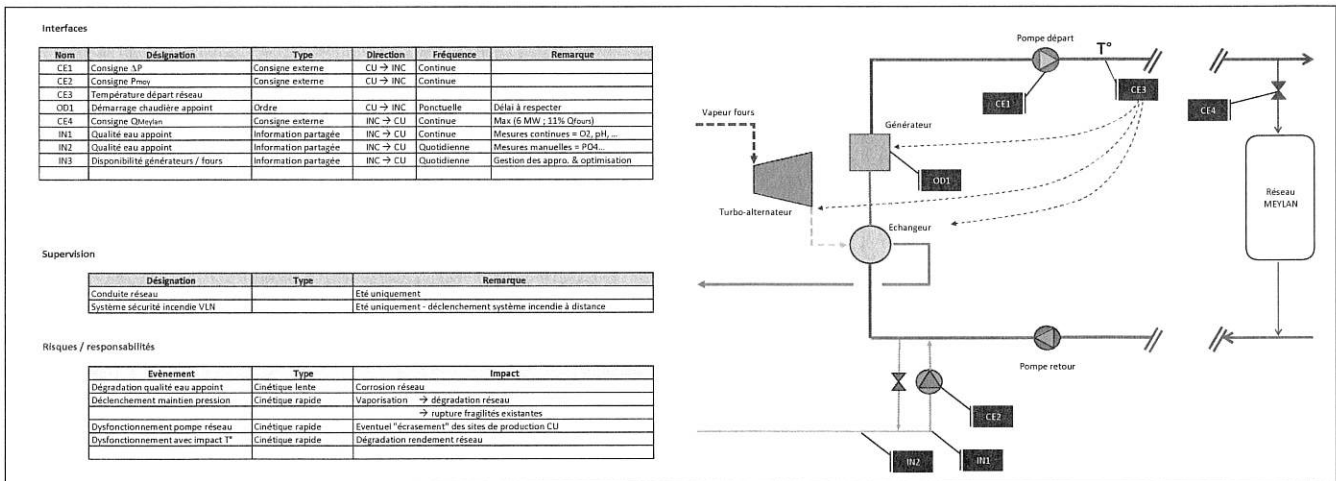 Interfaces
Nom Désignation Type Direction Fréquence Remarque
CE1 Consigne ΔP Consigne externe CU → INC Continue
CE2 Consigne Pmoy Consigne externe CU → INC Continue
CE3 Température départ réseau
OD1 Démarrage chaudière appoint Ordre CU → INC Ponctuelle Délai à respecter
CE4 Consigne QMeylan Consigne externe INC → CU Continue Max (6 MW ; 11% Qfours)
IN1 Qualité eau appoint Information partagée INC → CU Continue Mesures continues = O2, pH, ...
IN2 Qualité eau appoint Information partagée INC → CU Quotidienne Mesures manuelles = PO4...
IN3 Disponibilité générateurs / fours Information partagée INC → CU Quotidienne Gestion des appro. & optimisation
Supervision
Désignation Type Remarque
Conduite réseau Eté uniquement
Système sécurité incendie VLN Eté uniquement - déclenchement système incendie à distance
Risques / responsabilités
Evènement Type Impact
Dégradation qualité eau appoint Cinétique lente Corrosion réseau
Déclenchement maintien pression Cinétique rapide Vaporisation → dégradation réseau
→ rupture fragilités existantes
Dysfonctionnement pompe réseau Cinétique rapide Eventuel "écrasement" des sites de production CU
Dysfonctionnement avec impact T° Cinétique rapide Dégradation rendement réseau
Pompe départ
T°
CE1
CE3
CE4
Vapeur fours
Générateur
OD1
Turbo-alternateur
Echangeur
Réseau
MEYLAN
Pompe retour
CE2
IN2
IN1